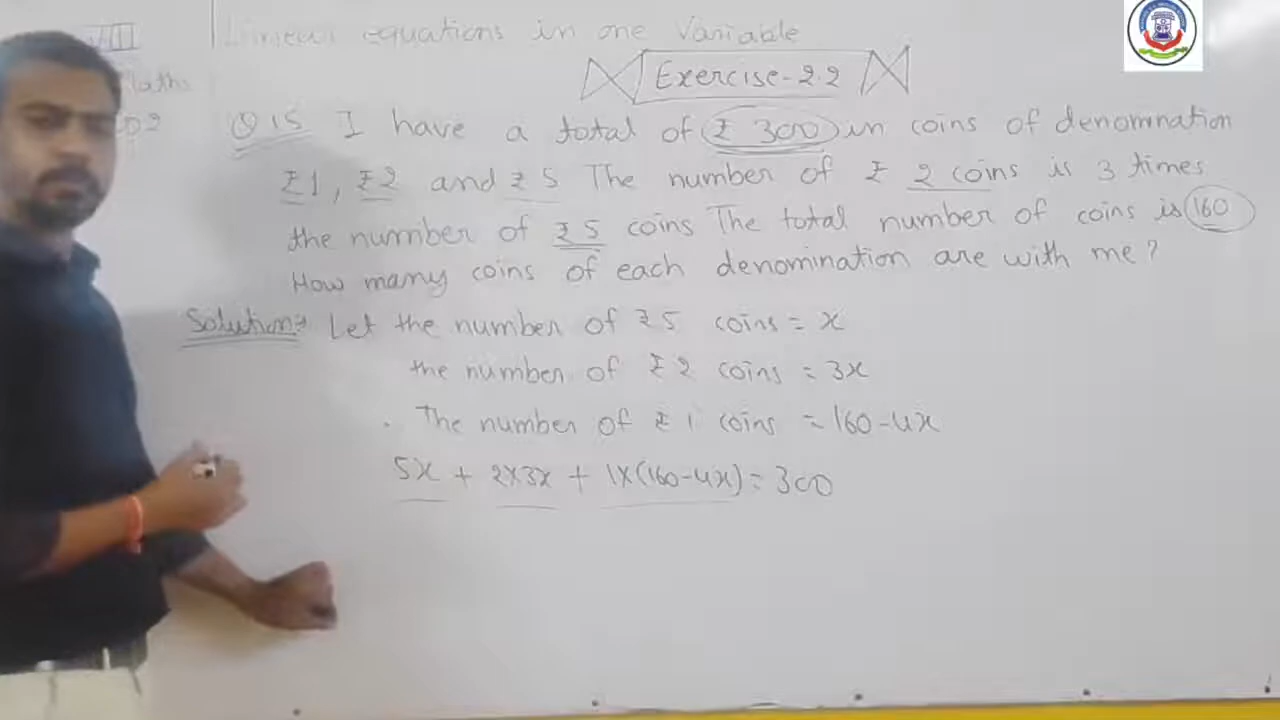 III
Linear equations in one Variable
Exercise-2.2
Maths
Q 15 I have a total of ₹ 300 in coins of denomnation
₹1, ₹2 and ₹5 The number of ₹ 2 coins is 3 times
the number of ₹5 coins The total number of coins is 160
How many coins of each denomination are with me?
Solution:→ Let the number of ₹5 coins = x
the number of ₹2 coins = 3x
The number of ₹1 coins = 160-4x
5x + 2×3x + 1×(160-4x) = 300